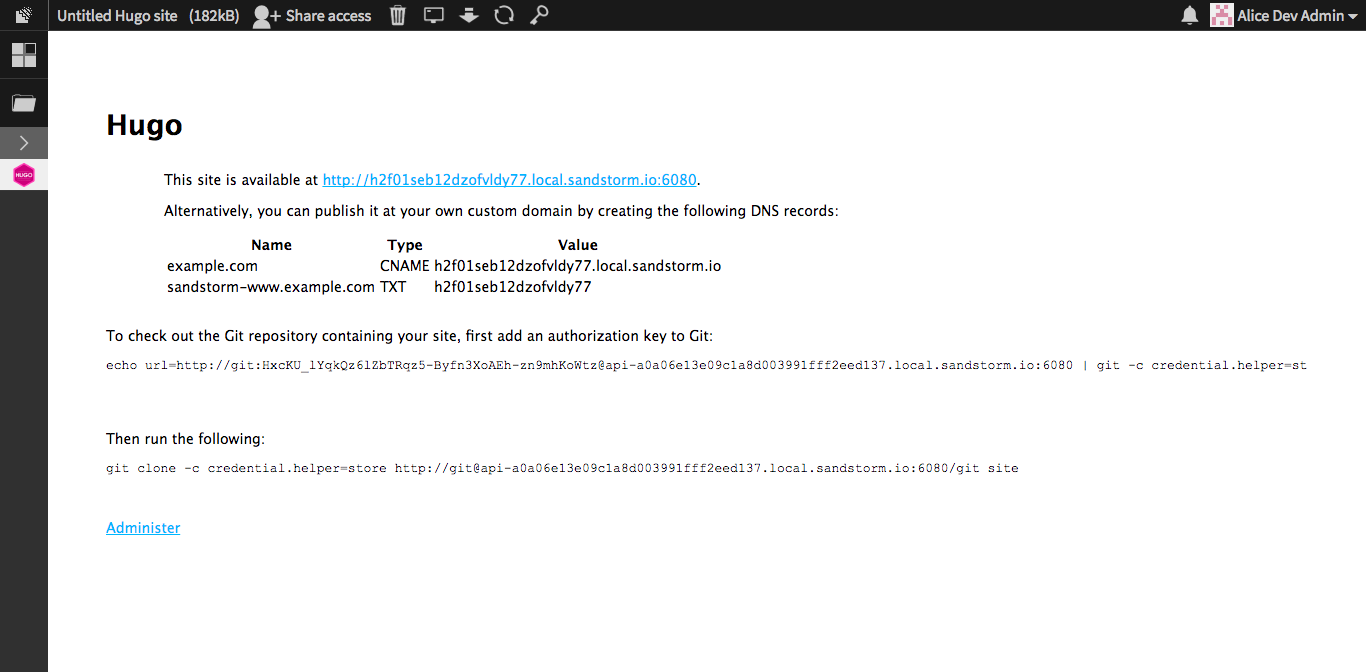 Untitled Hugo site (182kB) Share access Alice Dev Admin
HUGO
Hugo
This site is available at http://h2f01seb12dzofvldy77.local.sandstorm.io:6080.
Alternatively, you can publish it at your own custom domain by creating the following DNS records:
Name Type Value
example.com CNAME h2f01seb12dzofvldy77.local.sandstorm.io
sandstorm-www.example.com TXT h2f01seb12dzofvldy77
To check out the Git repository containing your site, first add an authorization key to Git:
echo url=http://git:HxcKU_lYqkQz6lZbTRqz5-Byfn3XoAEh-zn9mhKoWtz@api-a0a06e13e09c1a8d003991fff2eed137.local.sandstorm.io:6080 | git -c credential.helper=st
Then run the following:
git clone -c credential.helper=store http://git@api-a0a06e13e09c1a8d003991fff2eed137.local.sandstorm.io:6080/git site
Administer